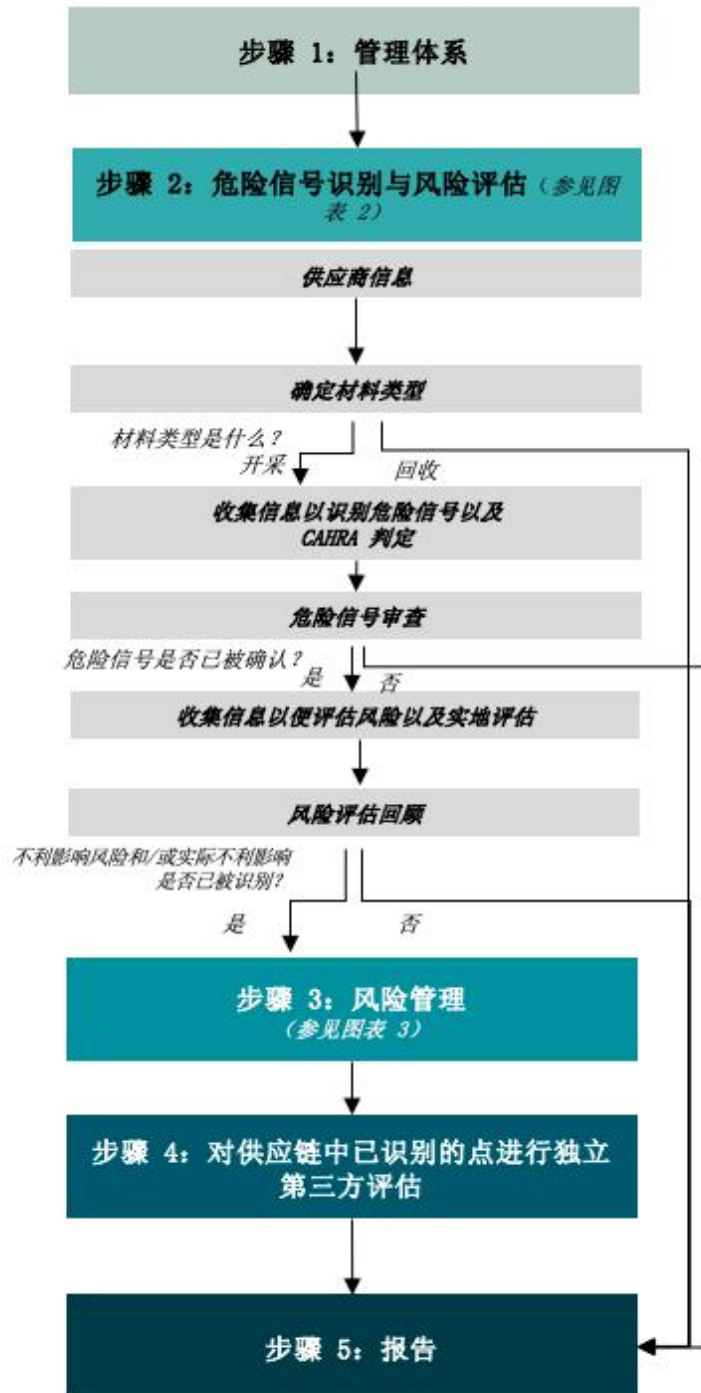 步骤 1：管理体系
步骤 2：危险信号识别与风险评估（参见图
表 2）
供应商信息
确定材料类型
材料类型是什么？
开采
回收
收集信息以识别危险信号以及
CAHRA 判定
危险信号审查
危险信号是否已被确认？
是
否
收集信息以便评估风险以及实地评估
风险评估回顾
不利影响风险和/或实际不利影响
是否已被识别？
是
否
步骤 3：风险管理
（参见图表 3）
步骤 4：对供应链中已识别的点进行独立
第三方评估
步骤 5：报告